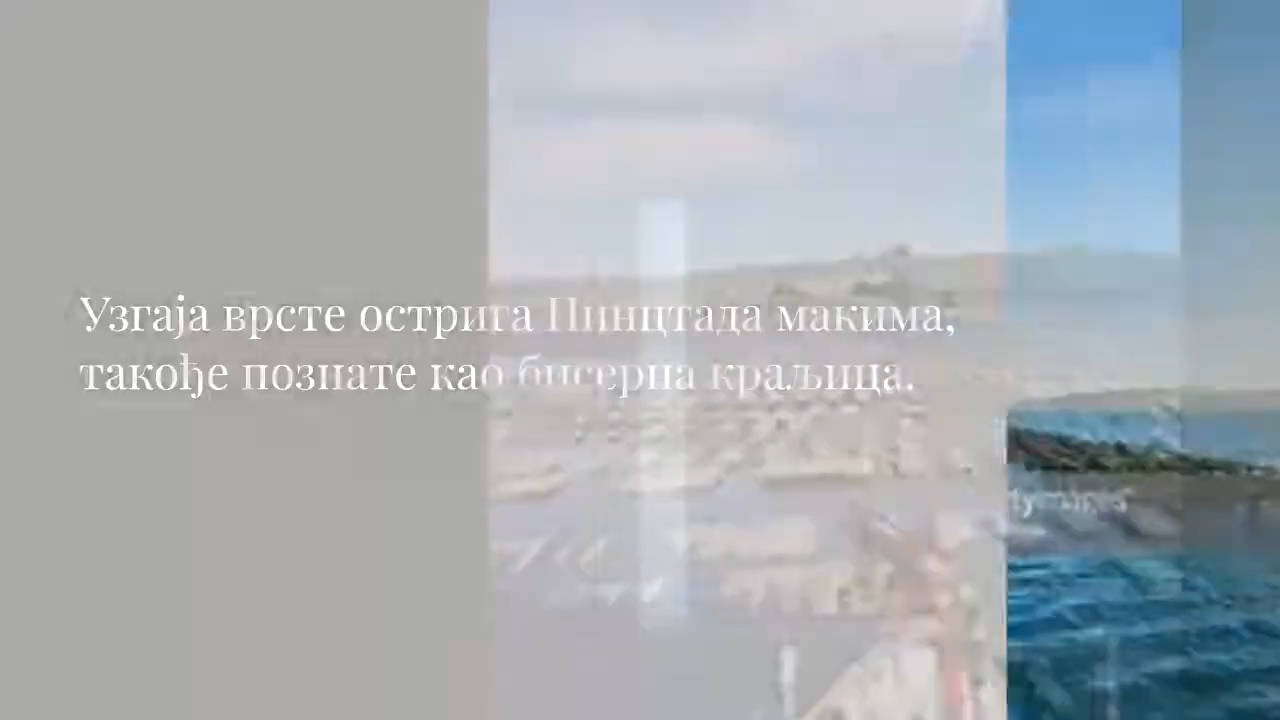 Узгаја врсте острига Пинцтада макима,
такође познате као бисерна краљица.